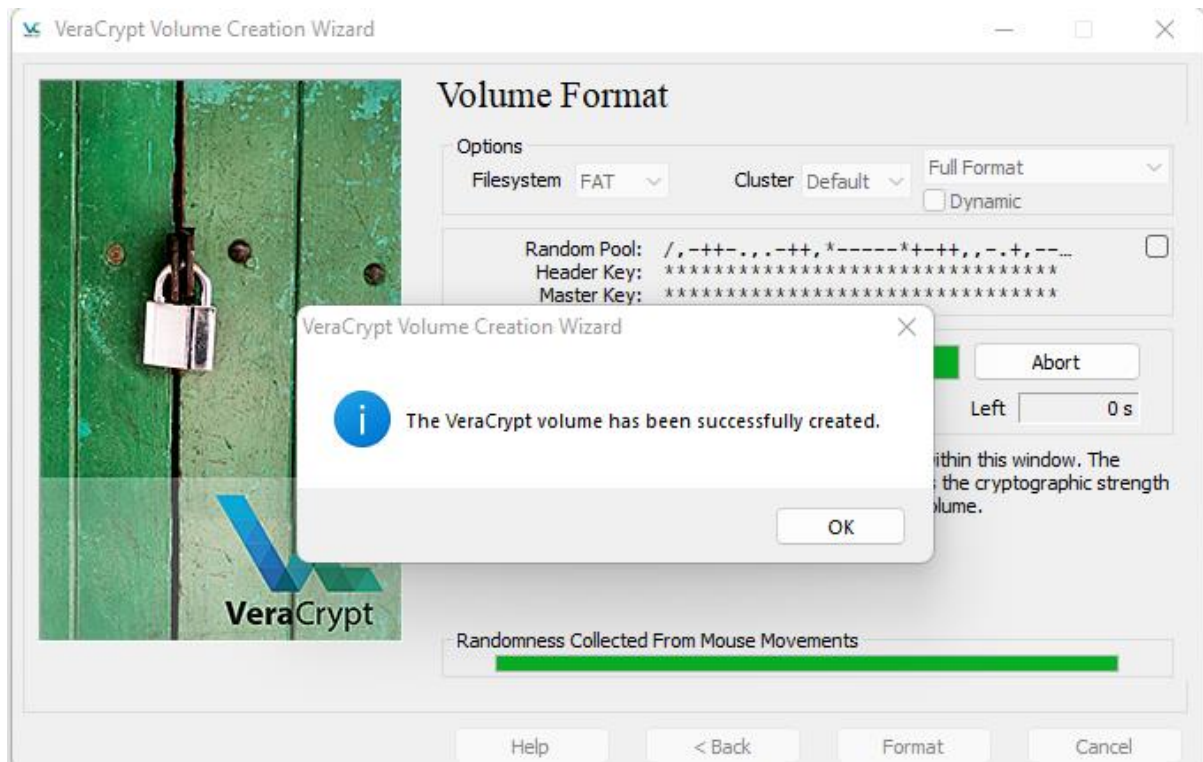 VeraCrypt Volume Creation Wizard
Volume Format
Options
Filesystem FAT Cluster Default Full Format
Dynamic
Random Pool: /,-++-.,.-++,*-----*+-++,,-.+,--...
Header Key: ********************************
Master Key: ********************************
VeraCrypt Volume Creation Wizard
Abort
Left 0 s
The VeraCrypt volume has been successfully created.
within this window. The
the cryptographic strength
OK
VeraCrypt
Randomness Collected From Mouse Movements
Help < Back Format Cancel